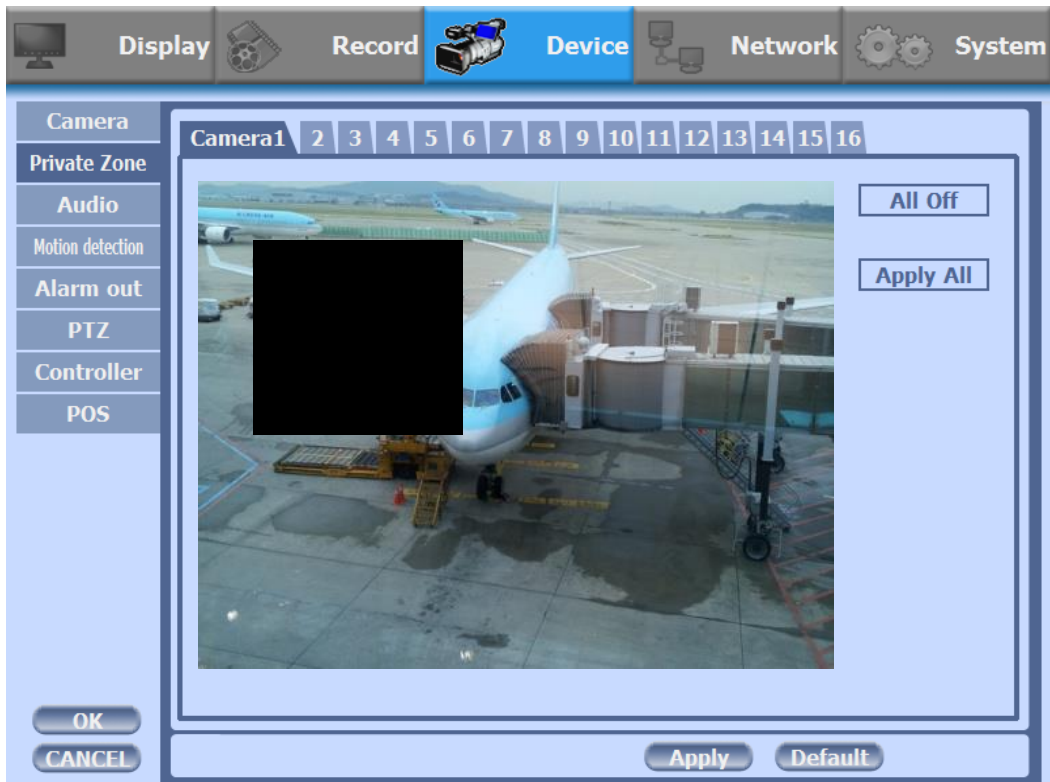 Display Record Device Network System
Camera
Private Zone
Audio
Motion detection
Alarm out
PTZ
Controller
POS
OK
CANCEL
Camera1 2 3 4 5 6 7 8 9 10 11 12 13 14 15 16
All Off
Apply All
Apply Default